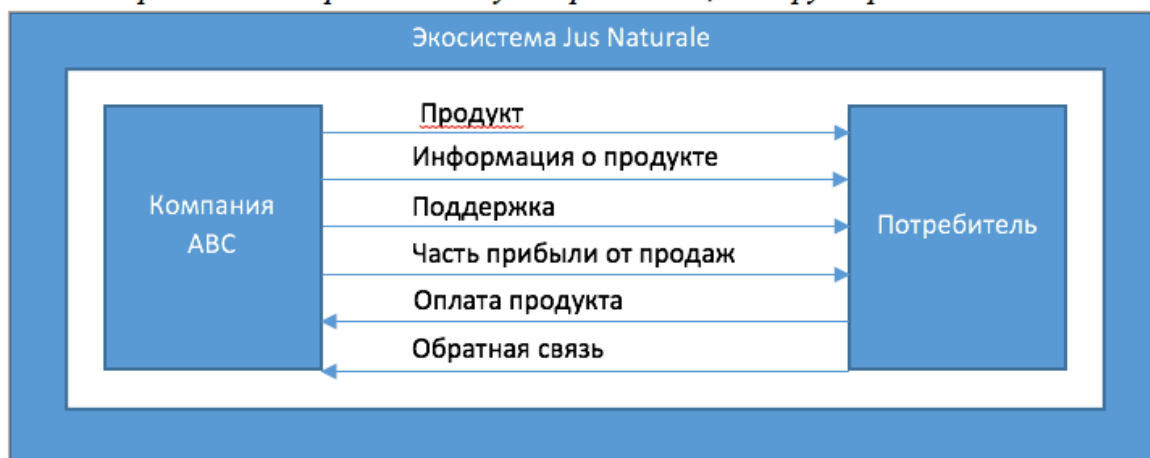 Экосистема Jus Naturale
Продукт
Информация о продукте
Компания
ABC
Поддержка
Потребитель
Часть прибыли от продаж
Оплата продукта
Обратная связь